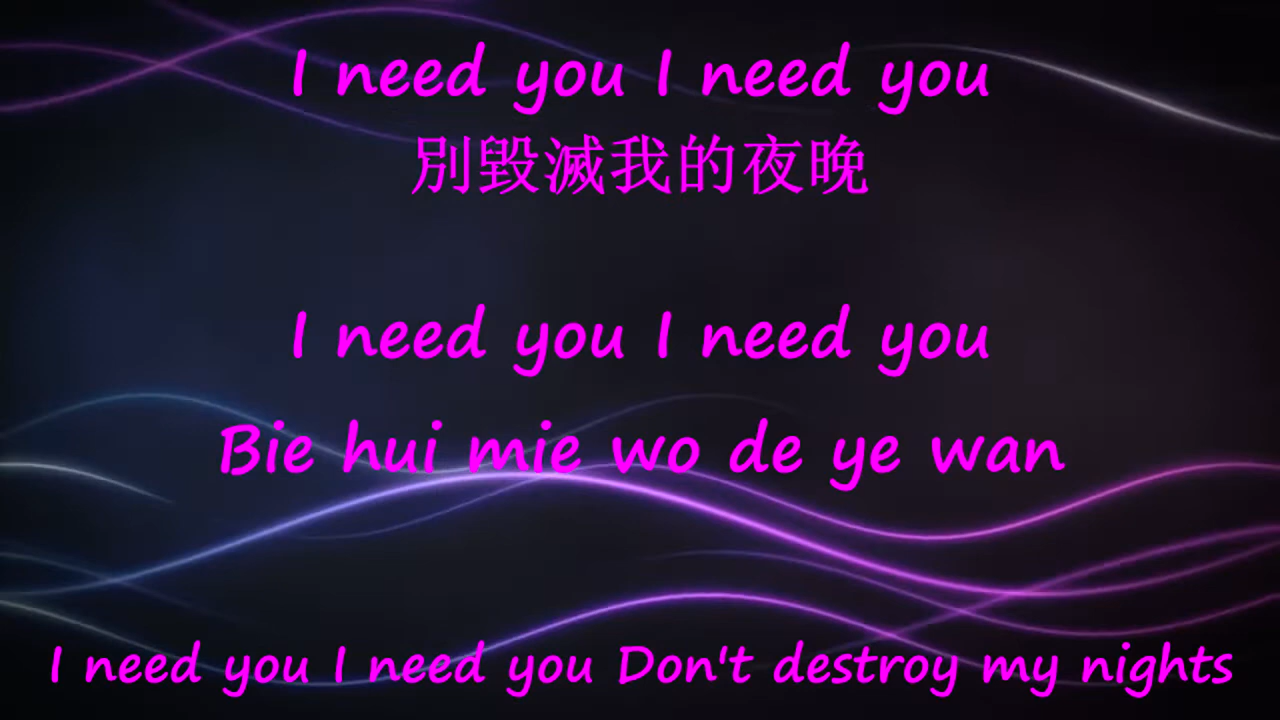 I need you I need you
別毀滅我的夜晚
I need you I need you
Bie hui mie wo de ye wan
I need you I need you Don't destroy my nights